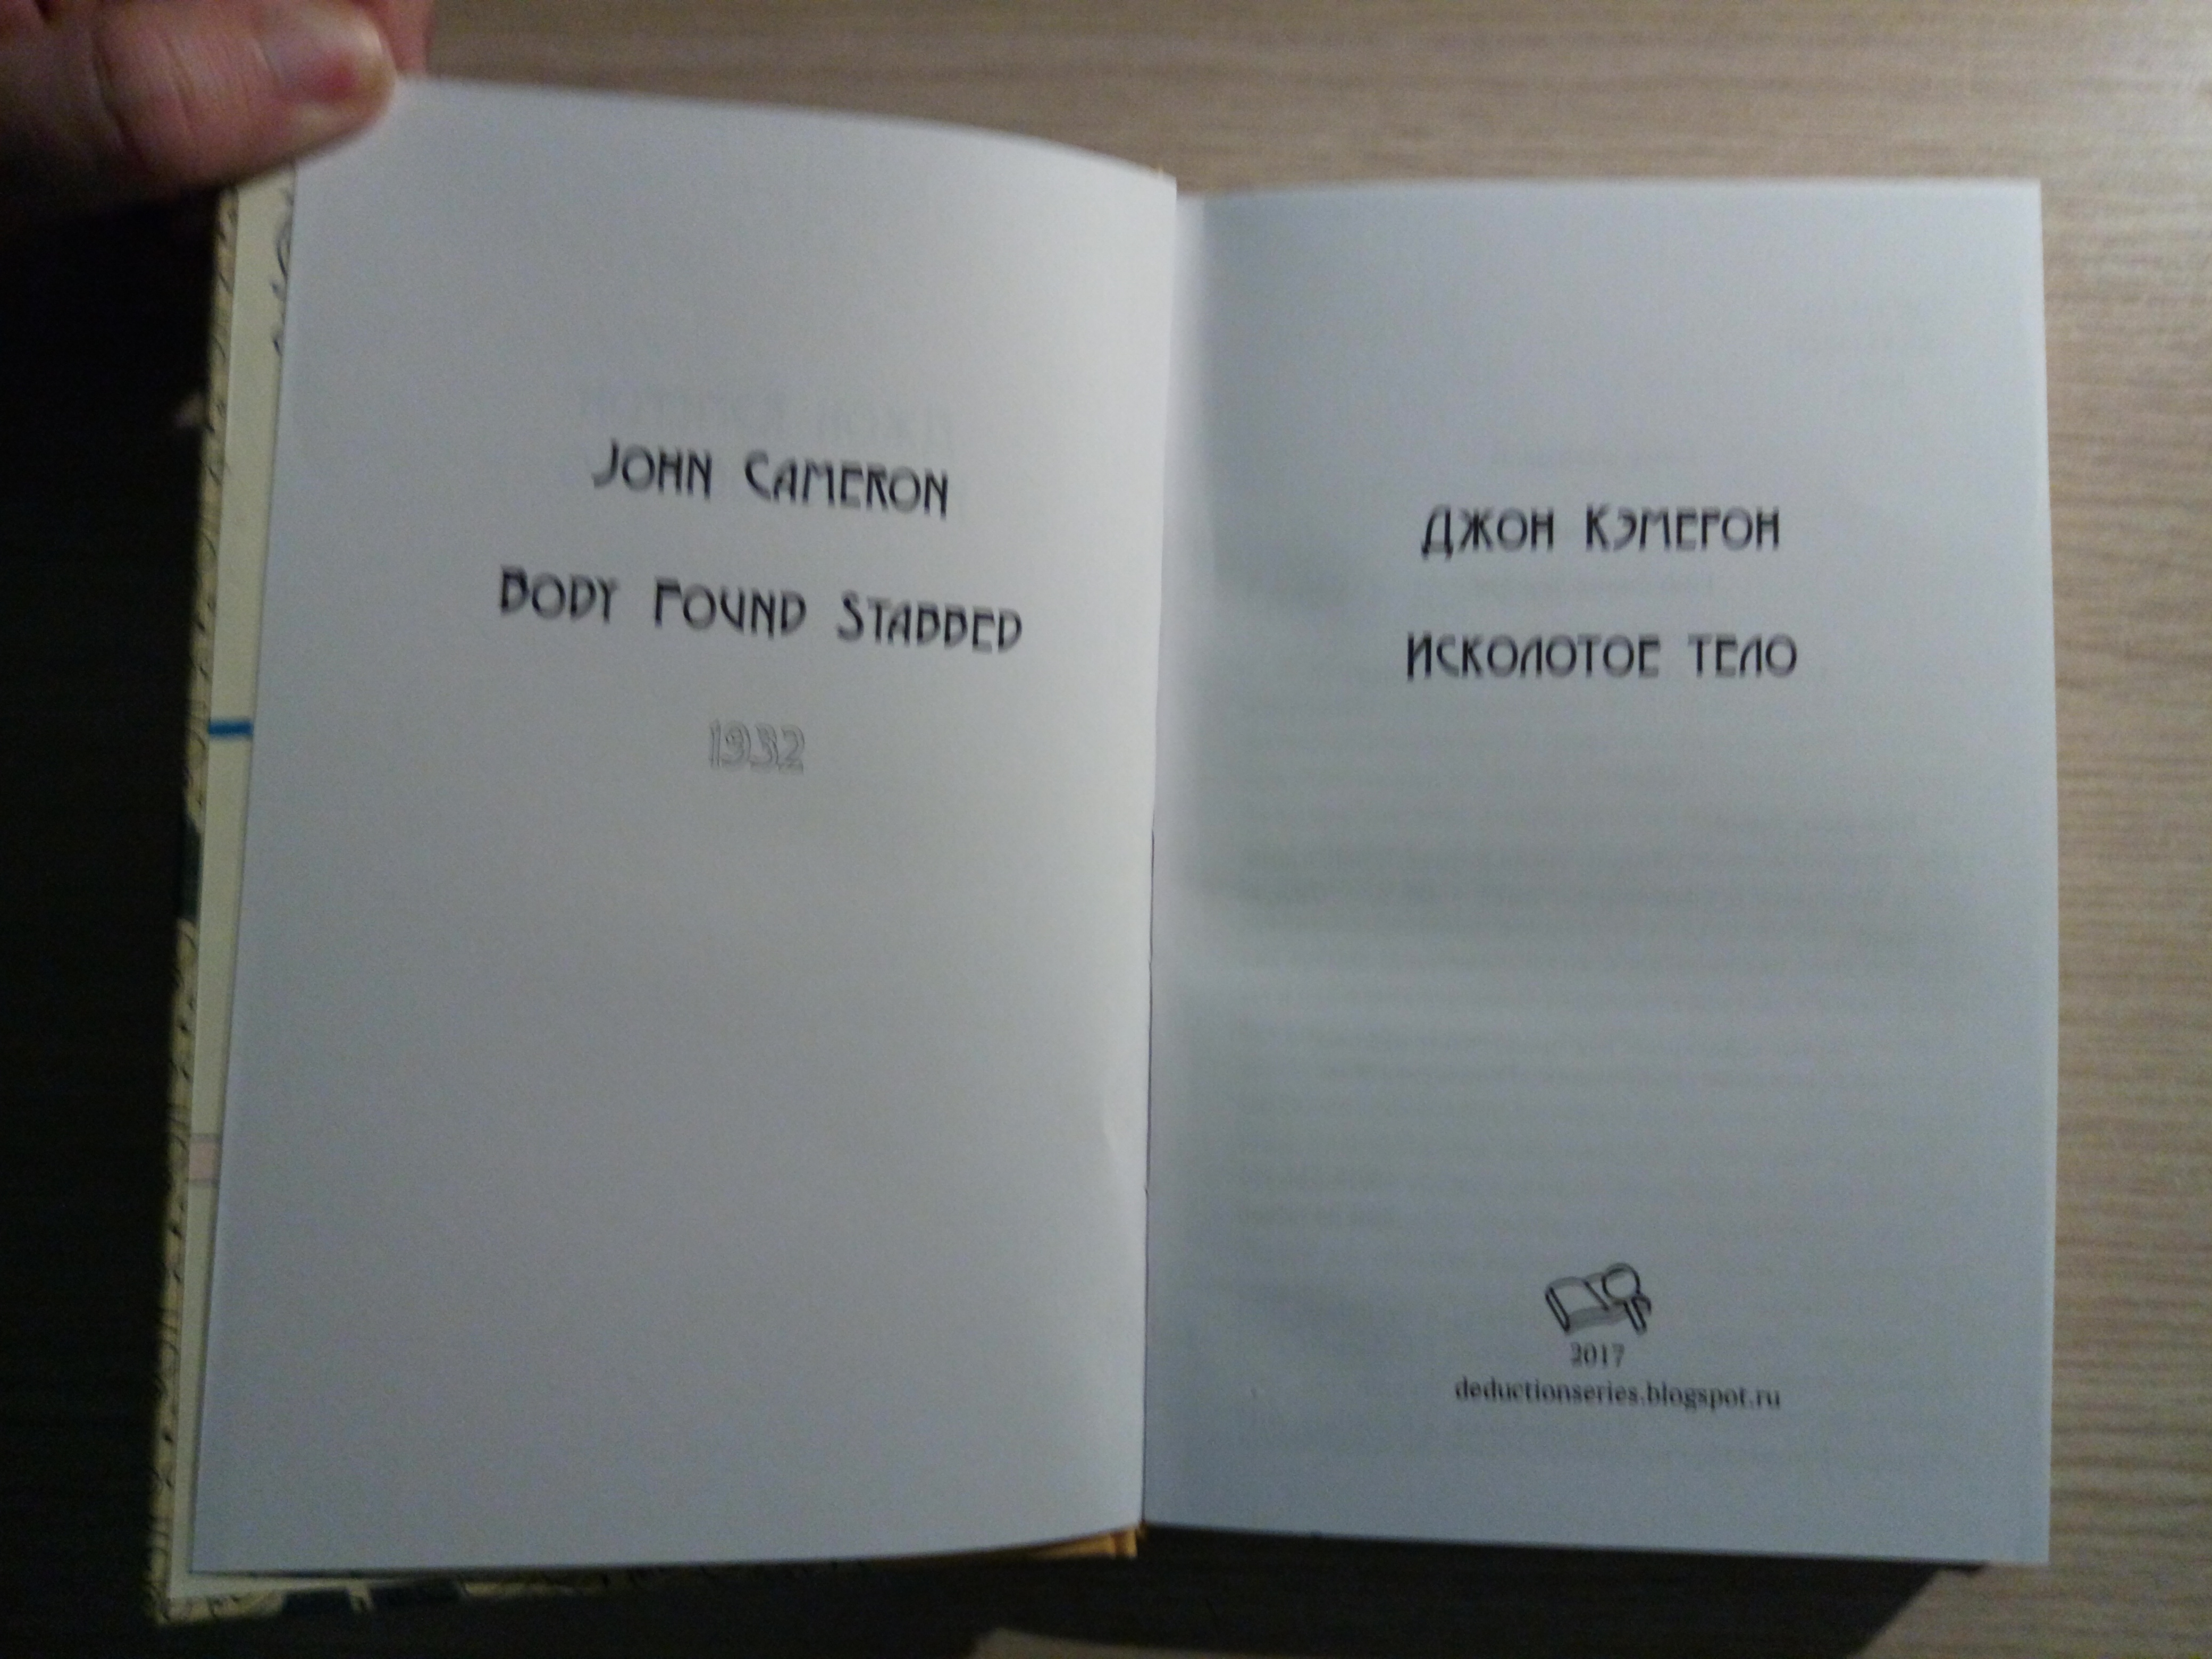 John Cameron
Body Found Stabbed
1932
Джон Кэмерон
Исколотое тело
2017
deductionseries.blogspot.ru